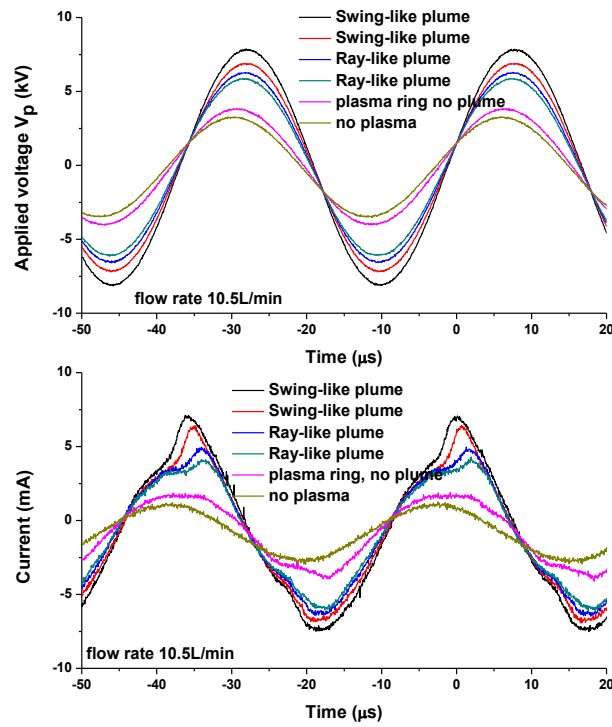 Swing-like plume
Swing-like plume
Ray-like plume
Ray-like plume
plasma ring no plume
no plasma
Applied voltage Vp (kV)
10
5
0
-5
-10
flow rate 10.5L/min
-50 -40 -30 -20 -10 0 10 20
Time (μs)
Swing-like plume
Swing-like plume
Ray-like plume
Ray-like plume
plasma ring, no plume
no plasma
Current (mA)
10
5
0
-5
-10
flow rate 10.5L/min
-50 -40 -30 -20 -10 0 10 20
Time (μs)